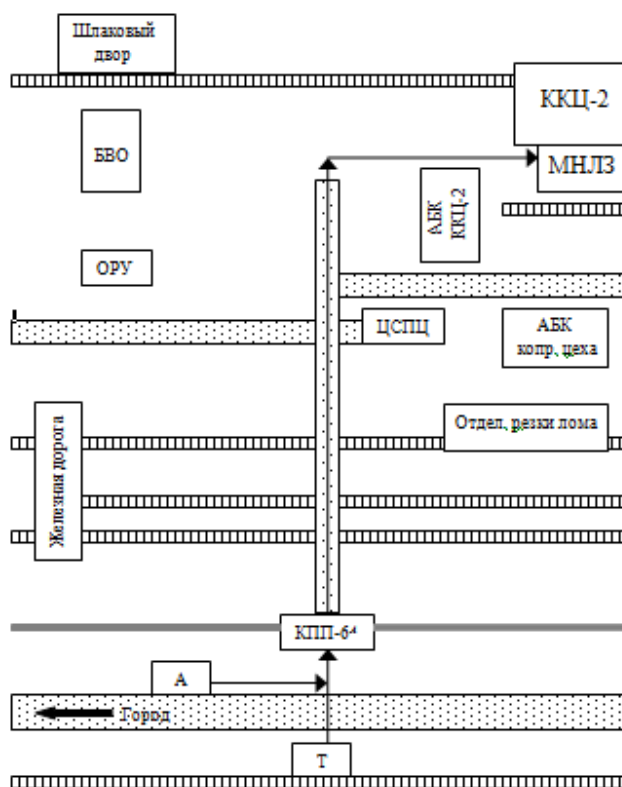 Шлаковый
двор
ККЦ-2
БВО
МНЛЗ
АБК
ККЦ-2
ОРУ
ЦСПЦ
АБК
копр. цеха
Отдел. резки лома
Железная дорога
КПП-6А
А
Город
Т